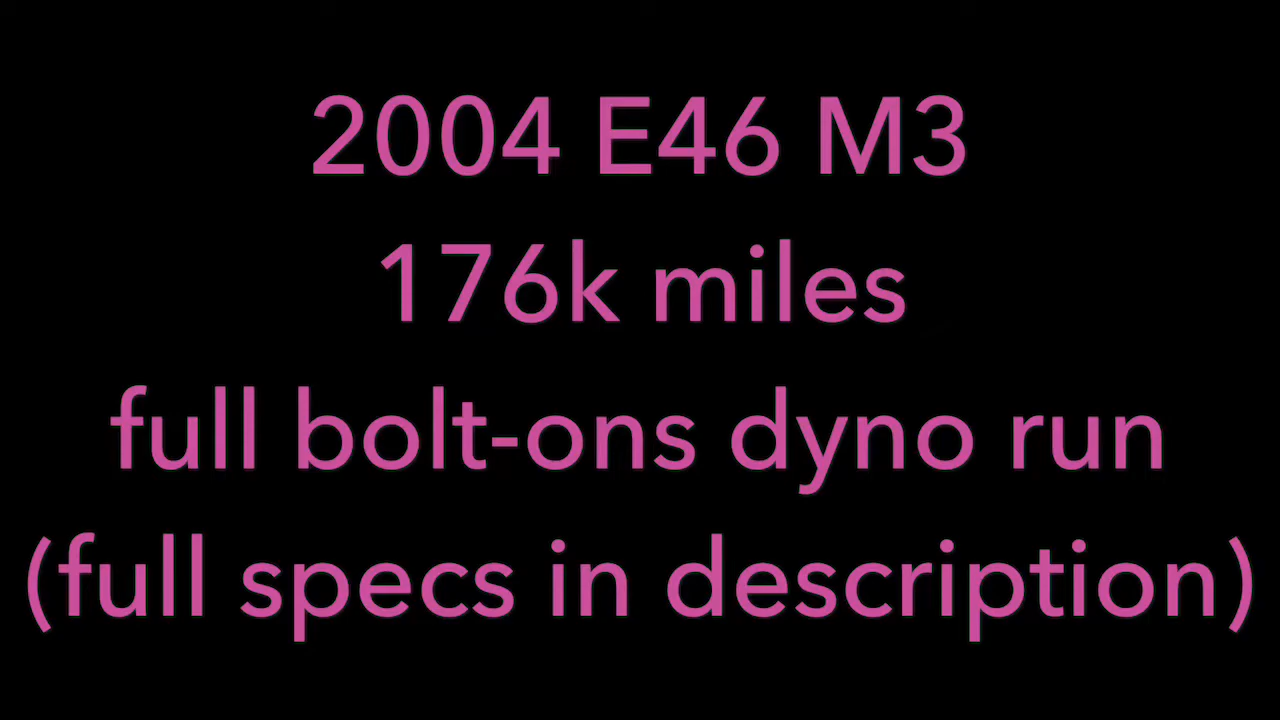 2004 E46 M3
176k miles
full bolt-ons dyno run
(full specs in description)